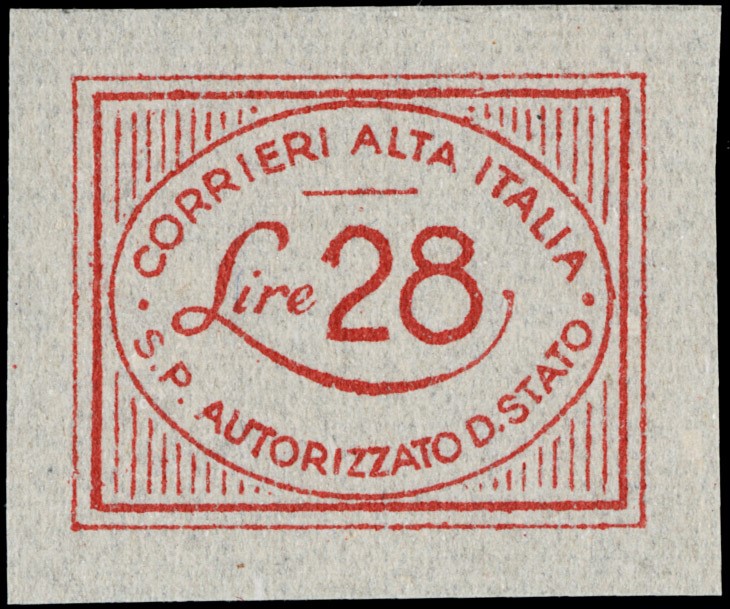 CORRIERI ALTA ITALIA
Lire 28
S.P. AUTORIZZATO D. STATO